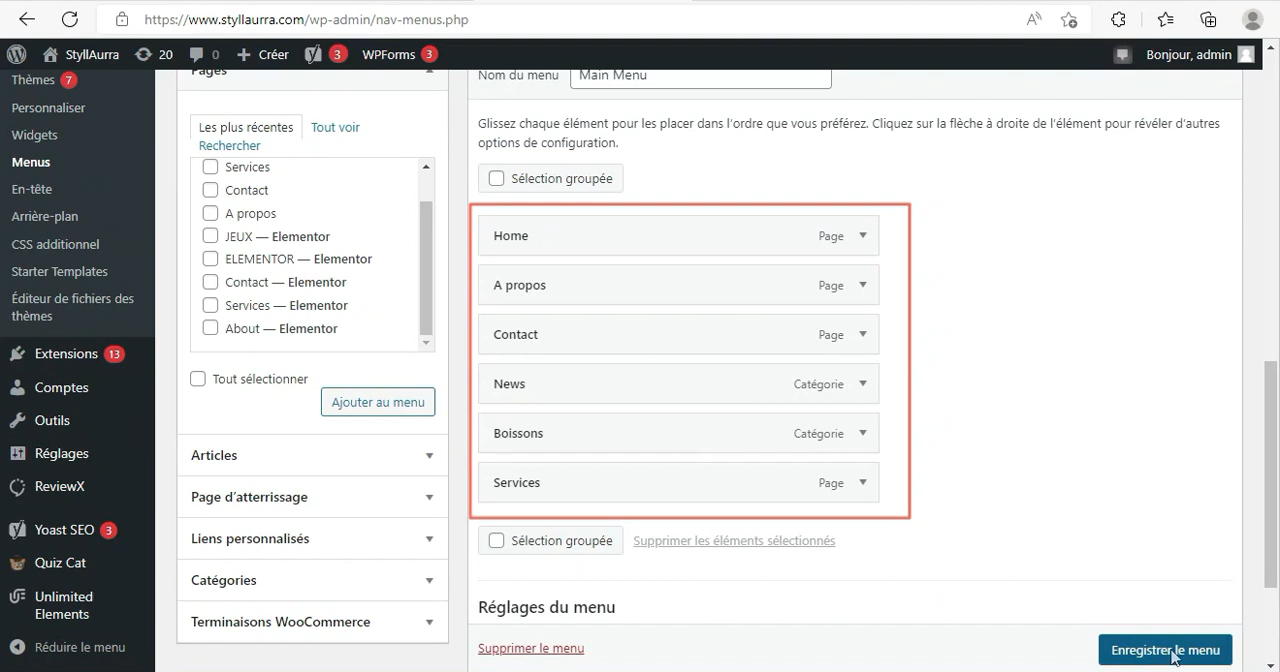 https://www.styllaurra.com/wp-admin/nav-menus.php
StyllAurra 20 0 Créer 3 WPForms 3 Bonjour, admin
Thèmes 7
Personnaliser
Widgets
Menus
En-tête
Arrière-plan
CSS additionnel
Starter Templates
Éditeur de fichiers des
thèmes
Extensions 13
Comptes
Outils
Réglages
ReviewX
Yoast SEO 3
Quiz Cat
Unlimited
Elements
Réduire le menu
Pages
Les plus récentes Tout voir
Rechercher
Services
Contact
A propos
JEUX — Elementor
ELEMENTOR — Elementor
Contact — Elementor
Services — Elementor
About — Elementor
Tout sélectionner
Ajouter au menu
Articles
Page d’atterrissage
Liens personnalisés
Catégories
Terminaisons WooCommerce
Nom du menu Main Menu
Glissez chaque élément pour les placer dans l’ordre que vous préférez. Cliquez sur la flèche à droite de l’élément pour révéler d’autres
options de configuration.
Sélection groupée
Home Page
A propos Page
Contact Page
News Catégorie
Boissons Catégorie
Services Page
Sélection groupée Supprimer les éléments sélectionnés
Réglages du menu
Supprimer le menu Enregistrer le menu